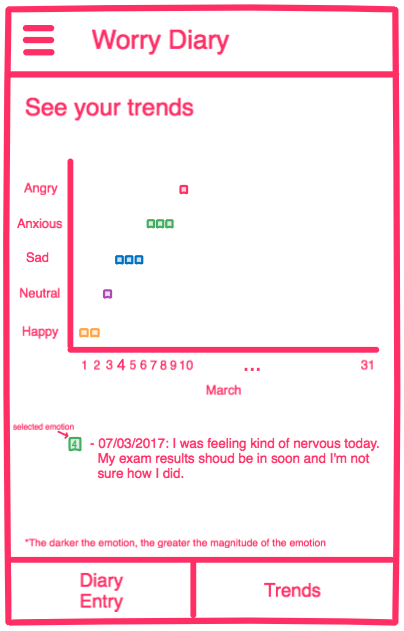 Worry Diary
See your trends
Angry
Anxious
Sad
Neutral
Happy
1 2 3 4 5 6 7 8 9 10 ... 31
March
selected emotion
4 - 07/03/2017: I was feeling kind of nervous today.
My exam results shoud be in soon and I'm not
sure how I did.
*The darker the emotion, the greater the magnitude of the emotion
Diary
Entry
Trends